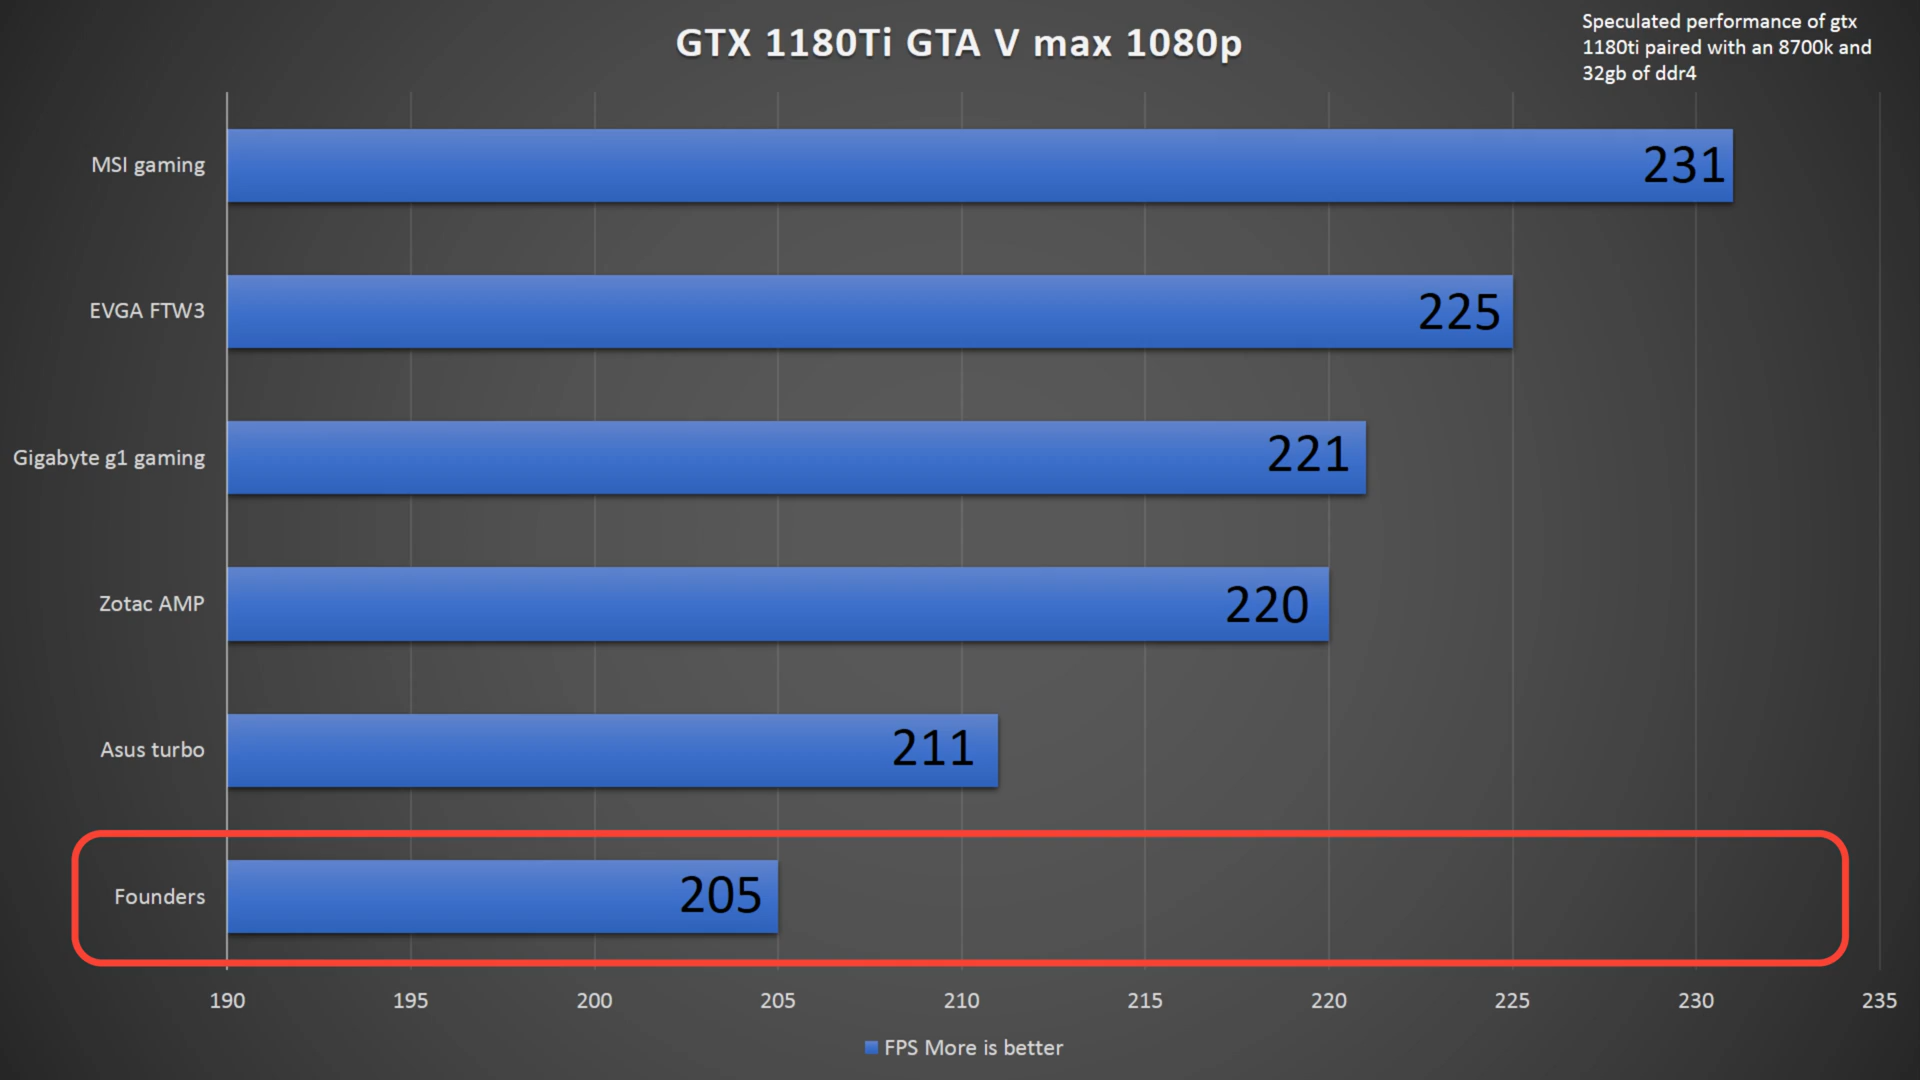 GTX 1180Ti GTA V max 1080p
Speculated performance of gtx
1180ti paired with an 8700k and
32gb of ddr4
MSI gaming
231
EVGA FTW3
225
Gigabyte g1 gaming
221
Zotac AMP
220
Asus turbo
211
Founders
205
190 195 200 205 210 215 220 225 230 235
FPS More is better